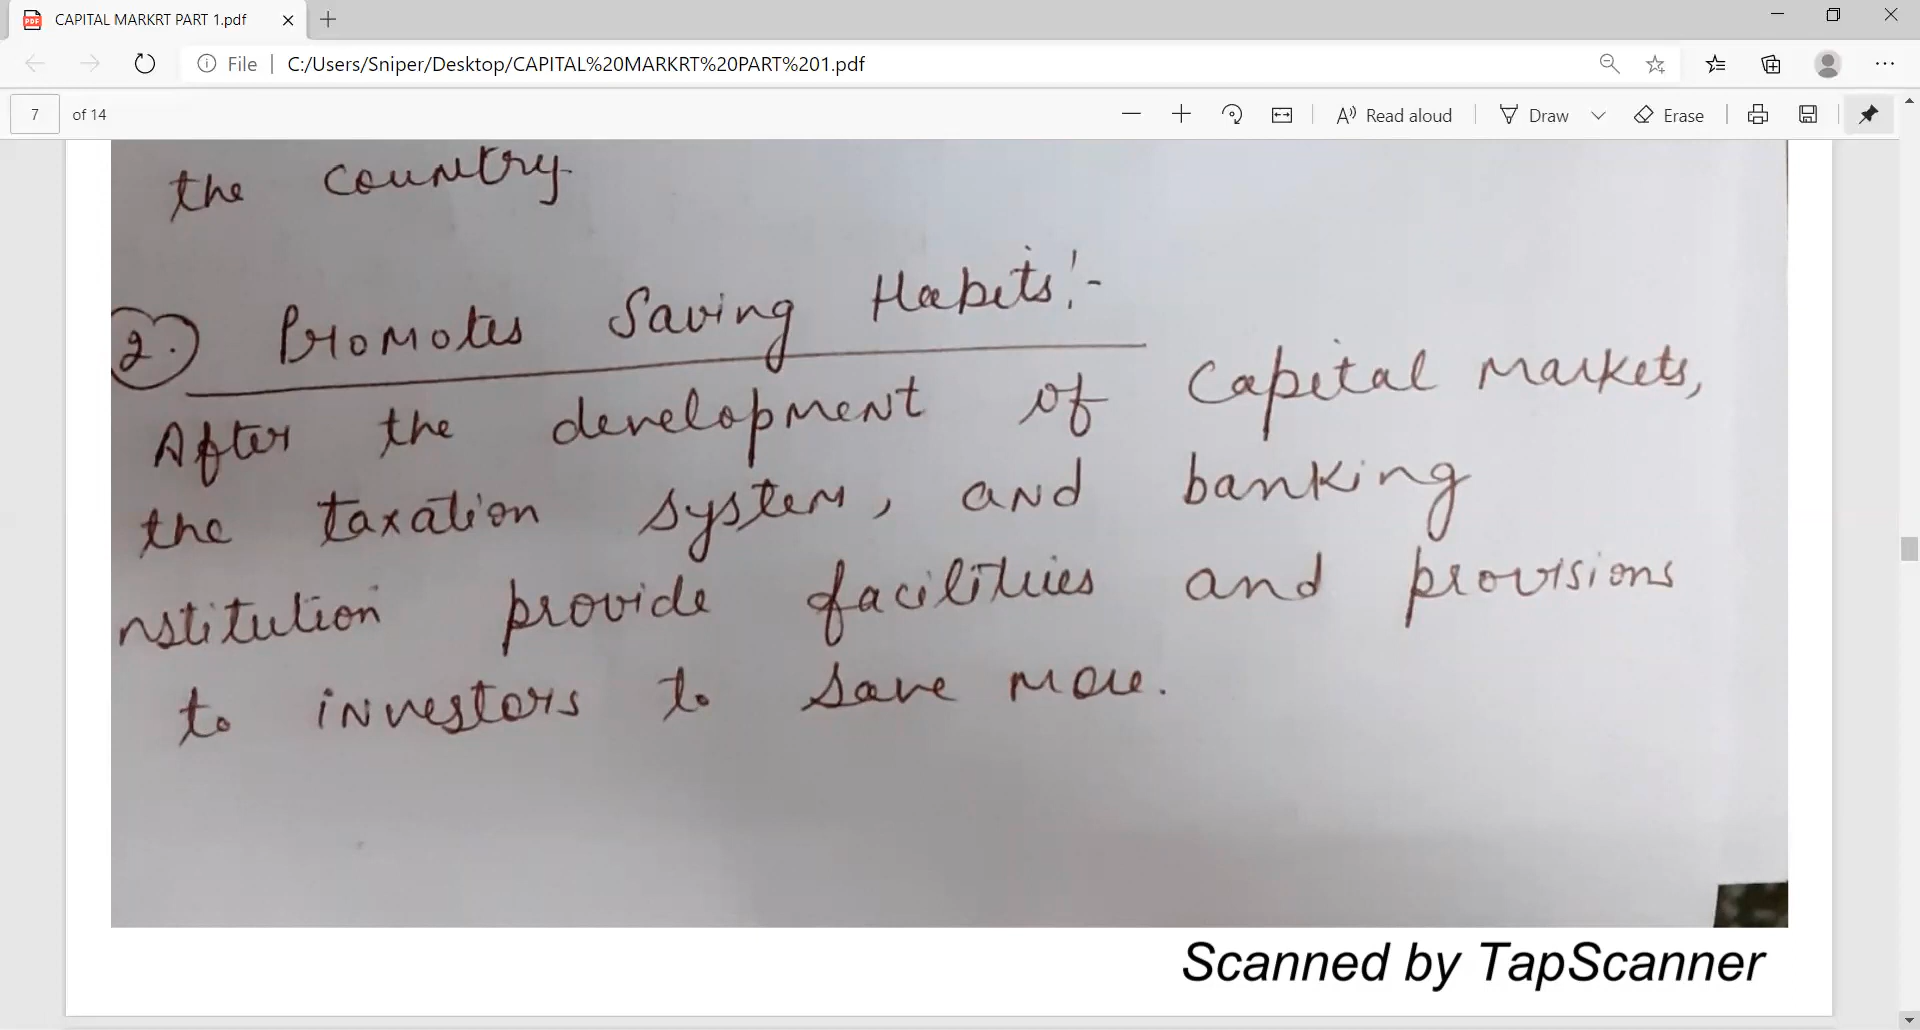 CAPITAL MARKRT PART 1.pdf
File
C:/Users/Sniper/Desktop/CAPITAL%20MARKRT%20PART%201.pdf
7 of 14
Read aloud
Draw
Erase
the country.
2. Promotes Saving Habits:-
After the development of Capital Markets,
the taxation system, and banking
nstitution provide facilities and provisions
to investors to save more.
Scanned by TapScanner